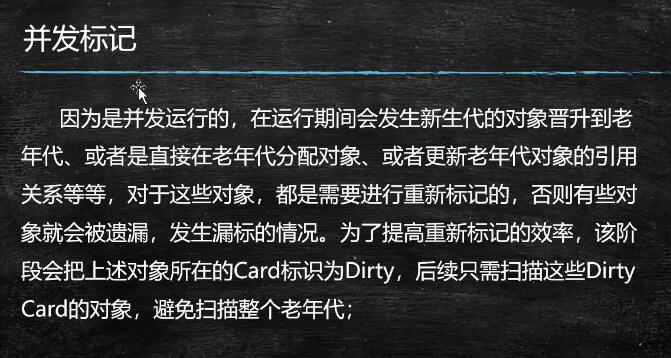 并发标记
因为是并发运行的，在运行期间会发生新生代的对象晋升到老
年代、或者是直接在老年代分配对象、或者更新老年代对象的引用
关系等等，对于这些对象，都是需要进行重新标记的，否则有些对
象就会被遗漏，发生漏标的情况。为了提高重新标记的效率，该阶
段会把上述对象所在的Card标识为Dirty，后续只需扫描这些Dirty
Card的对象，避免扫描整个老年代；